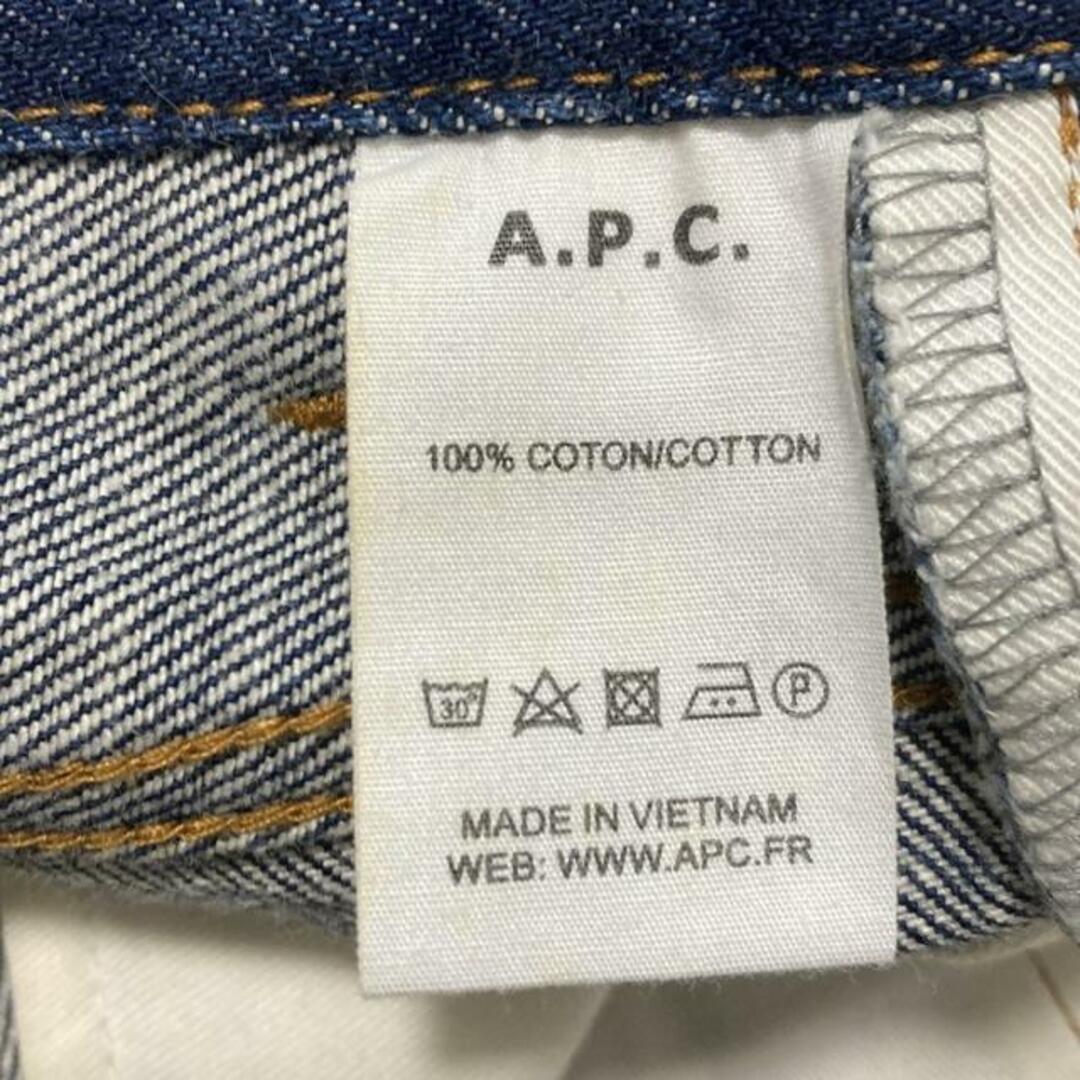 A.P.C.
100% COTON/COTTON
30 P
MADE IN VIETNAM
WEB: WWW.APC.FR